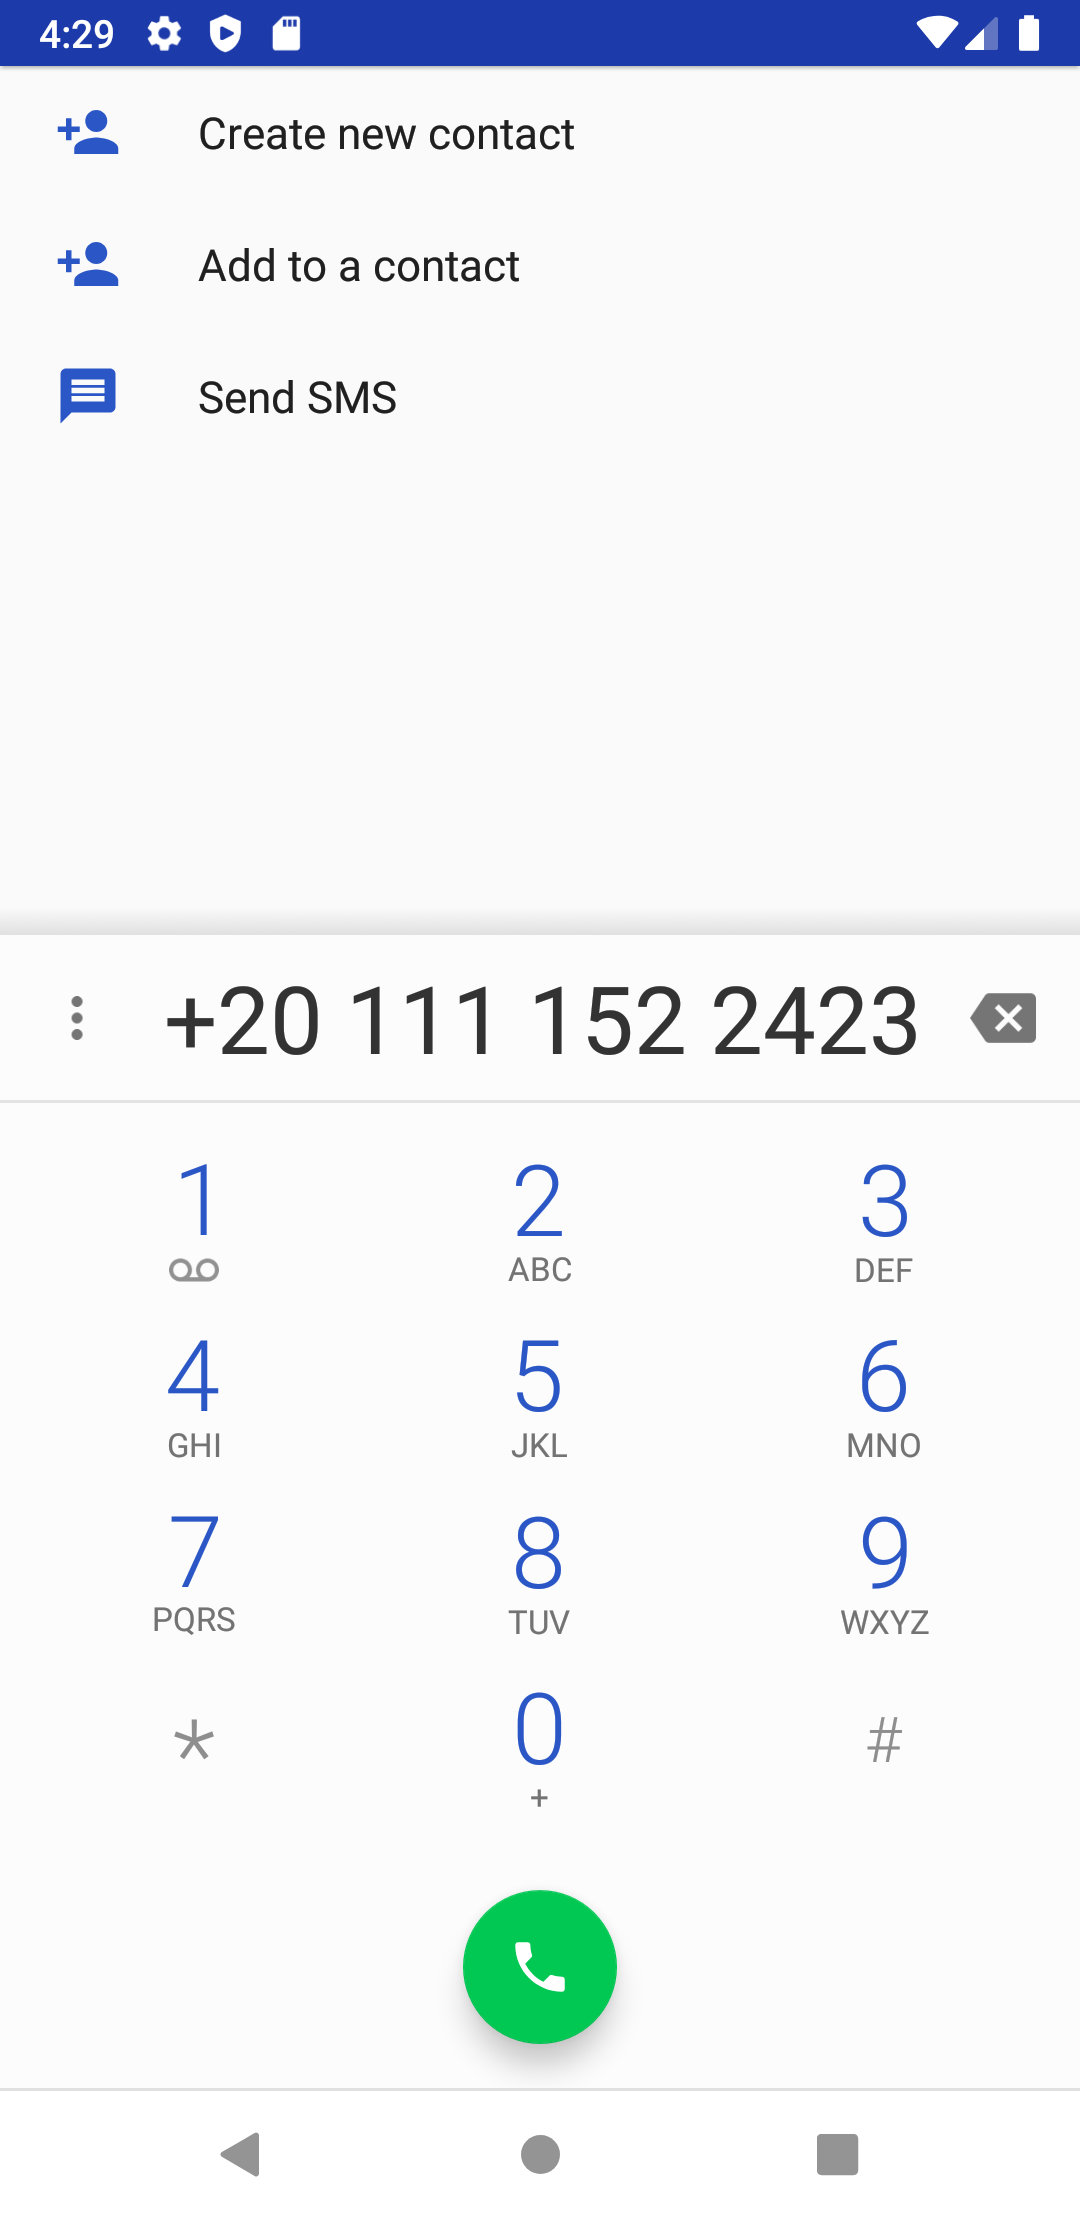 4:29
Create new contact
Add to a contact
Send SMS
+20 111 152 2423
1 2 3
ABC DEF
4 5 6
GHI JKL MNO
7 8 9
PQRS TUV WXYZ
* 0 #
+